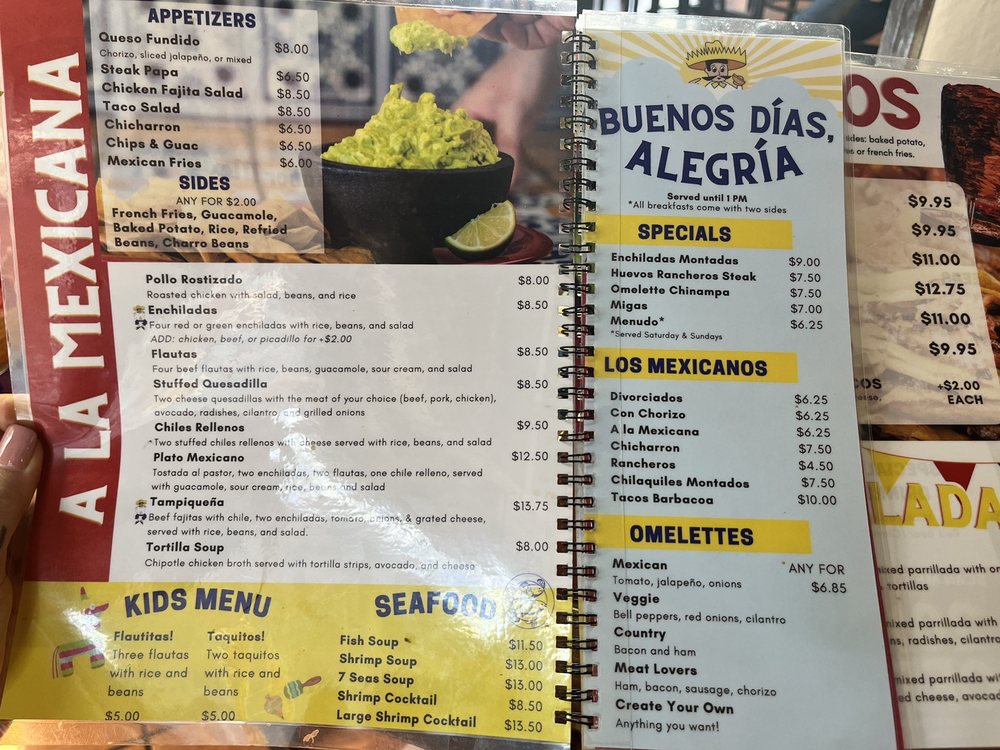 A LA MEXICANA
APPETIZERS
Queso Fundido $8.00
Chorizo, sliced jalapeño, or mixed
Steak Papa $6.50
Chicken Fajita Salad $8.50
Taco Salad $8.50
Chicharron $6.50
Chips & Guac $6.50
Mexican Fries $6.00
SIDES
ANY FOR $2.00
French Fries, Guacamole,
Baked Potato, Rice, Refried
Beans, Charro Beans
Pollo Rostizado $8.00
Roasted chicken with salad, beans, and rice
Enchiladas $8.50
Four red or green enchiladas with rice, beans, and salad
ADD: chicken, beef, or picadillo for +$2.00
Flautas $8.50
Four beef flautas with rice, beans, guacamole, sour cream, and salad
Stuffed Quesadilla $8.50
Two cheese quesadillas with the meat of your choice (beef, pork, chicken),
avocado, radishes, cilantro, and grilled onions
Chiles Rellenos $9.50
*Two stuffed chiles rellenos with cheese served with rice, beans, and salad
Plato Mexicano $12.50
Tostada al pastor, two enchiladas, two flautas, one chile relleno, served
with guacamole, sour cream, rice, beans and salad
Tampiqueña $13.75
Beef fajitas with chile, two enchiladas, tomato, onions, & grated cheese,
served with rice, beans, and salad.
Tortilla Soup $8.00
Chipotle chicken broth served with tortilla strips, avocado, and cheese
KIDS MENU
Flautitas!
Three flautas
with rice and
beans
$5.00
Taquitos!
Two taquitos
with rice and
beans
$5.00
SEAFOOD
Fish Soup $11.50
Shrimp Soup $13.00
7 Seas Soup $13.00
Shrimp Cocktail $8.50
Large Shrimp Cocktail $13.50
BUENOS DÍAS,
ALEGRÍA
Served until 1 PM
*All breakfasts come with two sides
SPECIALS
Enchiladas Montadas $9.00
Huevos Rancheros Steak $7.50
Omelette Chinampa $7.50
Migas $7.00
Menudo* $6.25
*Served Saturday & Sundays
LOS MEXICANOS
Divorciados $6.25
Con Chorizo $6.25
A la Mexicana $6.25
Chicharron $7.50
Rancheros $4.50
Chilaquiles Montados $7.50
Tacos Barbacoa $10.00
OMELETTES
Mexican ANY FOR
Tomato, jalapeño, onions $6.85
Veggie
Bell peppers, red onions, cilantro
Country
Bacon and ham
Meat Lovers
Ham, bacon, sausage, chorizo
Create Your Own
Anything you want!
OS
ides: baked potato,
or french fries.
$9.95
$9.95
$11.00
$12.75
$11.00
$9.95
COS +$2.00
EACH
LADA
mixed parrillada with
tortillas
mixed parrillada with
ns, radishes, cilantro
mixed parrillada with
ed cheese, avocad